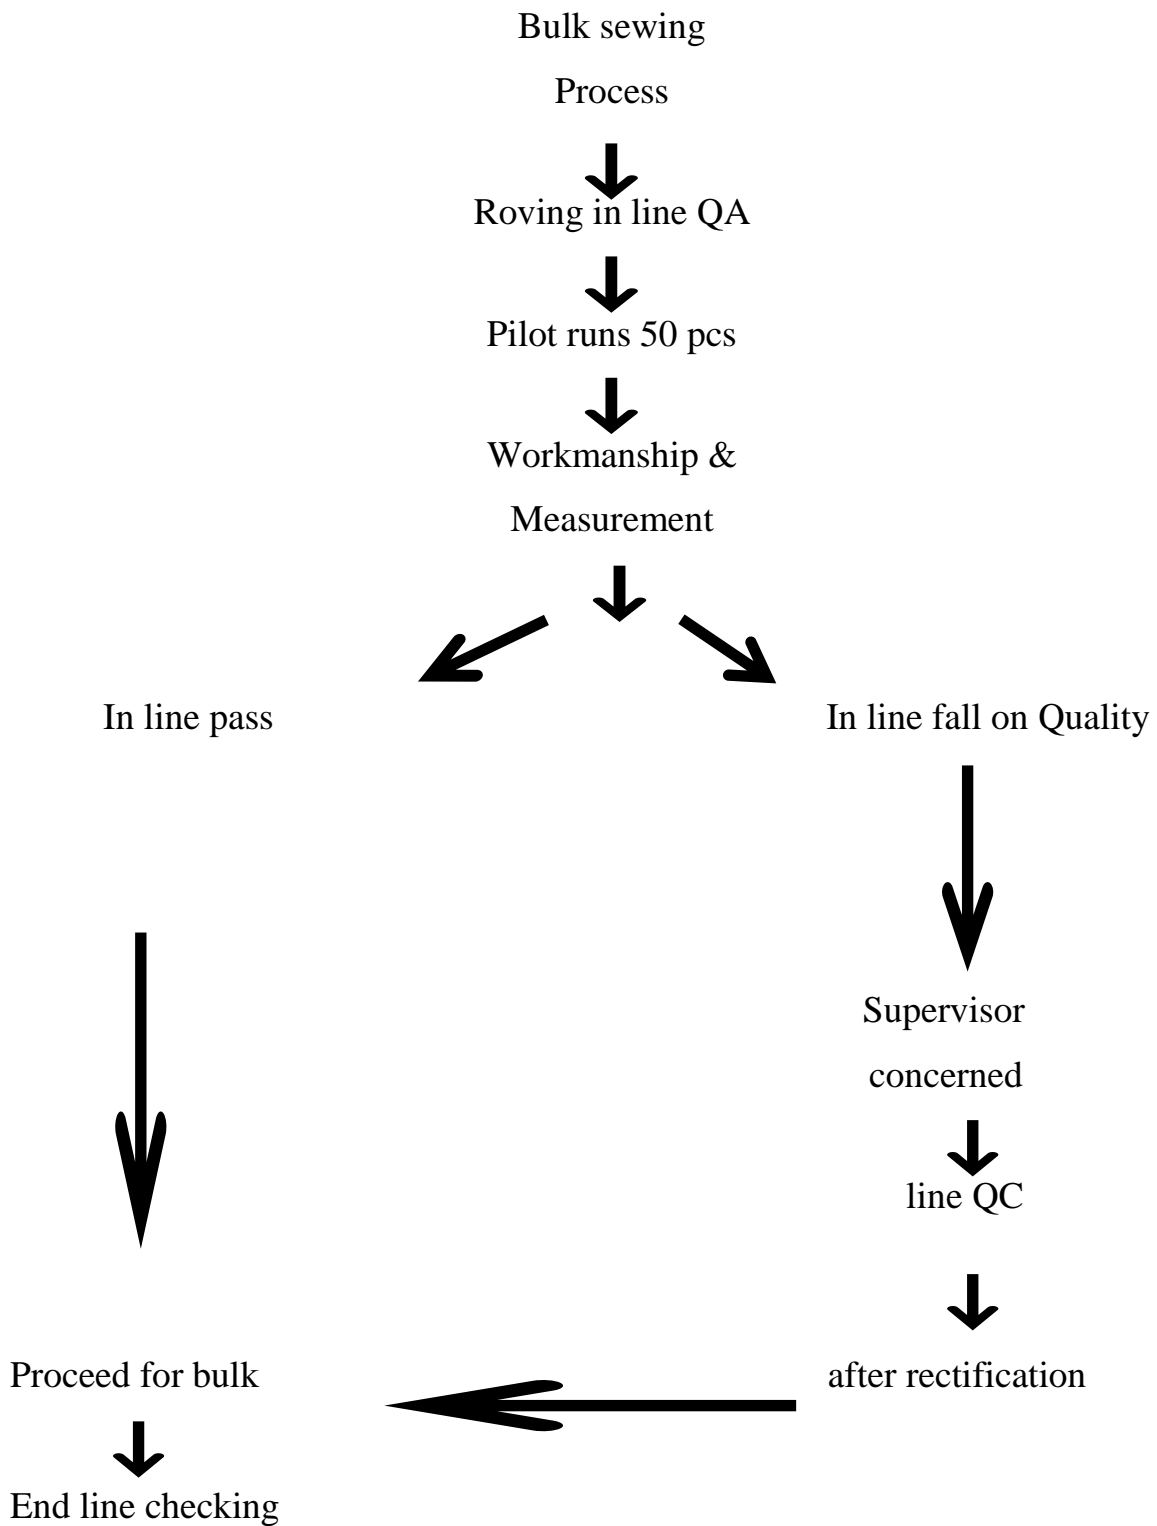 Bulk sewing
Process
Roving in line QA
Pilot runs 50 pcs
Workmanship &
Measurement
In line pass
In line fall on Quality
Supervisor
concerned
line QC
Proceed for bulk
after rectification
End line checking